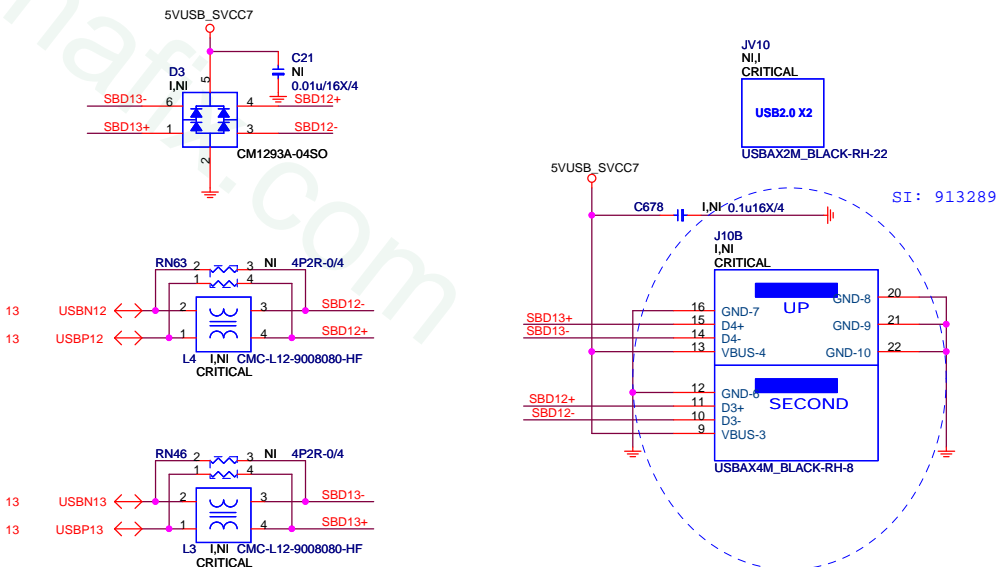 5VUSB_SVCC7
C21
NI
0.01u/16X/4
D3
I,NI
5
SBD13- 6 4 SBD12+
SBD13+ 1 3 SBD12-
2
CM1293A-04SO
RN63 2 3 NI 4P2R-0/4
1 4
13 USBN12 2 3 SBD12-
13 USBP12 1 4 SBD12+
L4 I,NI CMC-L12-9008080-HF
CRITICAL
RN46 2 3 NI 4P2R-0/4
1 4
13 USBN13 2 3 SBD13-
13 USBP13 1 4 SBD13+
L3 I,NI CMC-L12-9008080-HF
CRITICAL
JV10
NI,I
CRITICAL
USB2.0 X2
USBAX2M_BLACK-RH-22
5VUSB_SVCC7
SI: 913289
C678 I,NI 0.1u16X/4
J10B
I,NI
CRITICAL
UP
16 GND-7 GND-8 20
SBD13+ 15 D4+ GND-9 21
SBD13- 14 D4-
13 VBUS-4 GND-10 22
12 GND-6
SECOND
SBD12+ 11 D3+
SBD12- 10 D3-
9 VBUS-3
USBAX4M_BLACK-RH-8